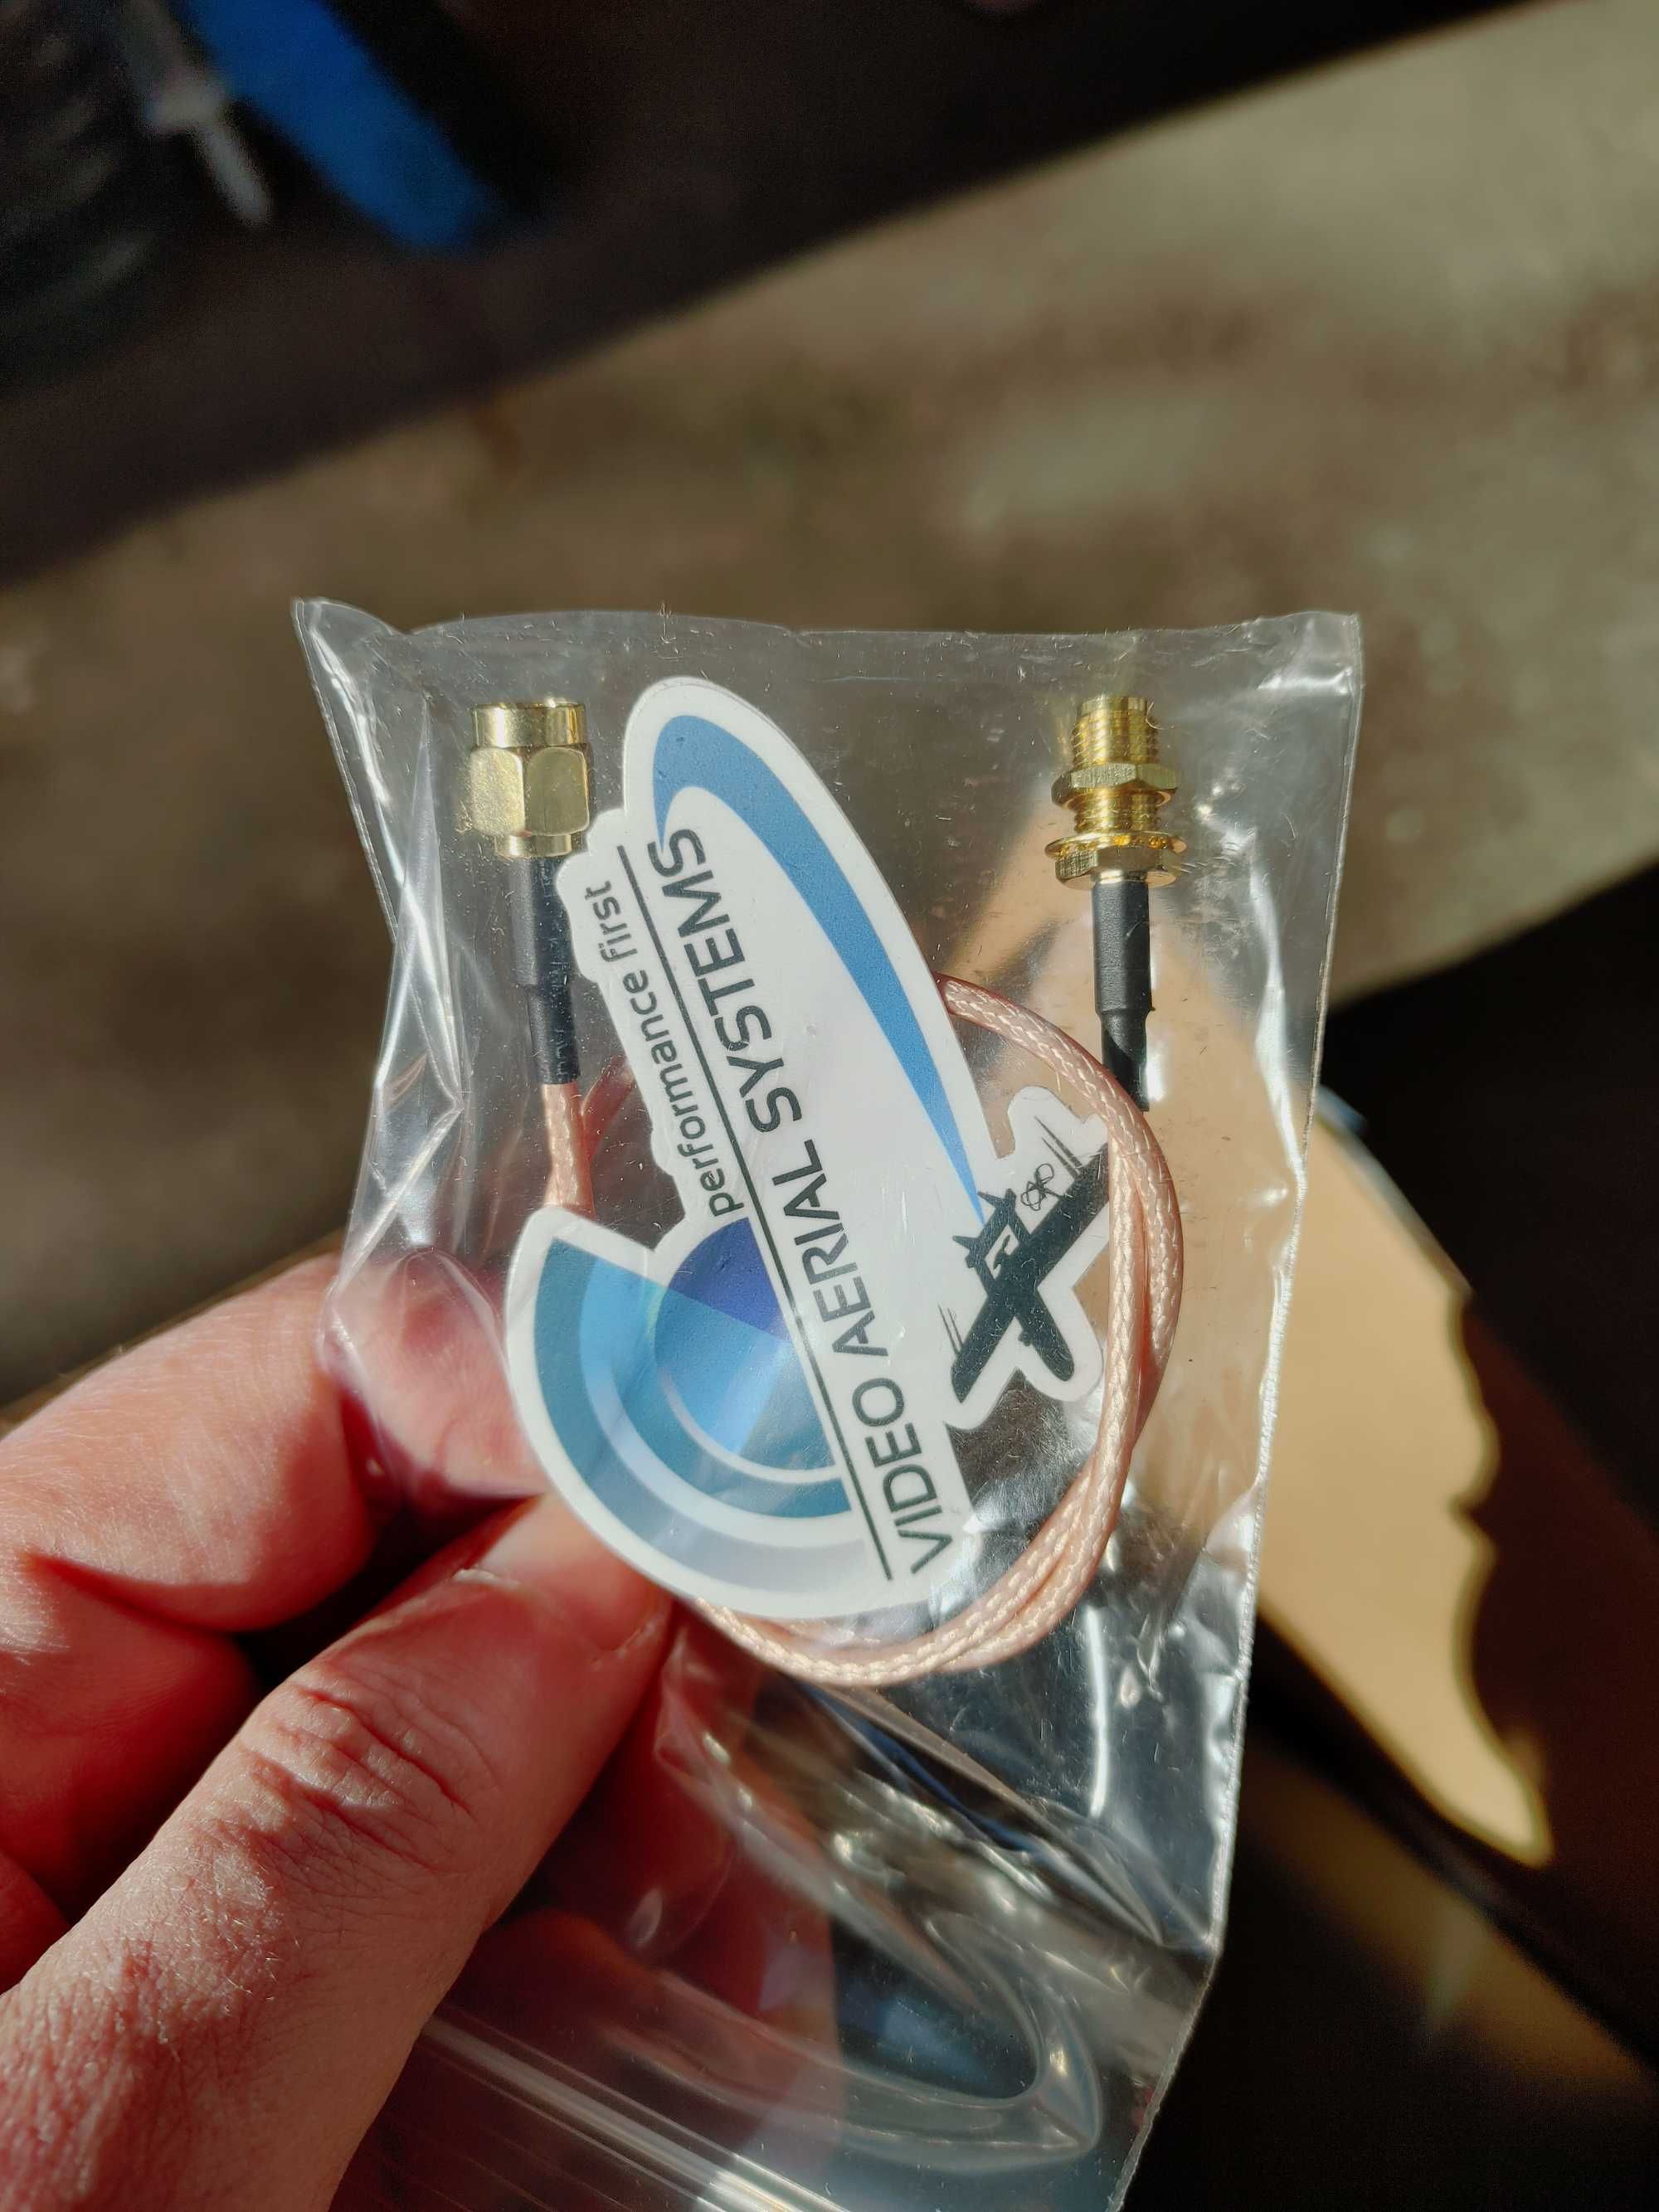 performance first
VIDEO AERIAL SYSTEMS